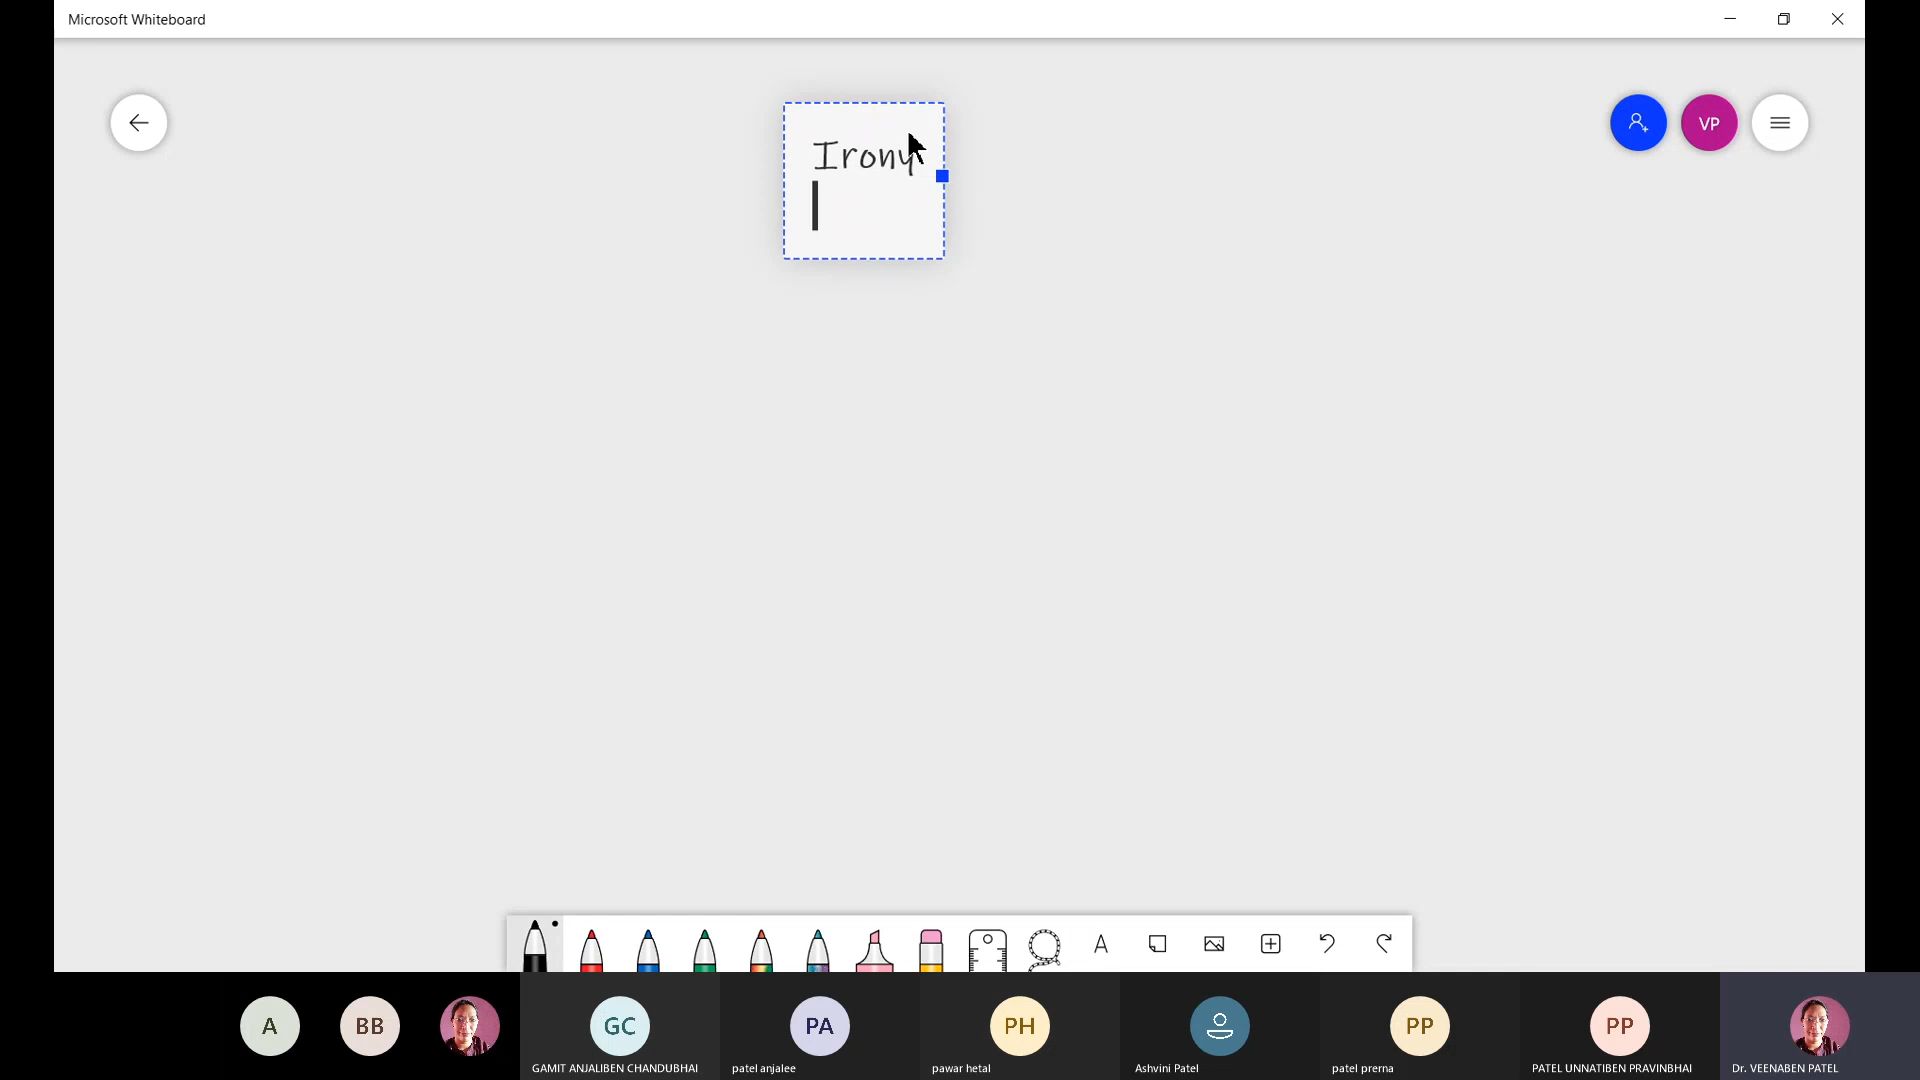 Microsoft Whiteboard
VP
Irony
A
A
BB
GC
PA
PH
PP
PP
GAMIT ANJALIBEN CHANDUBHAI
patel anjalee
pawar hetal
Ashvini Patel
patel prerna
PATEL UNNATIBEN PRAVINBHAI
Dr. VEENABEN PATEL